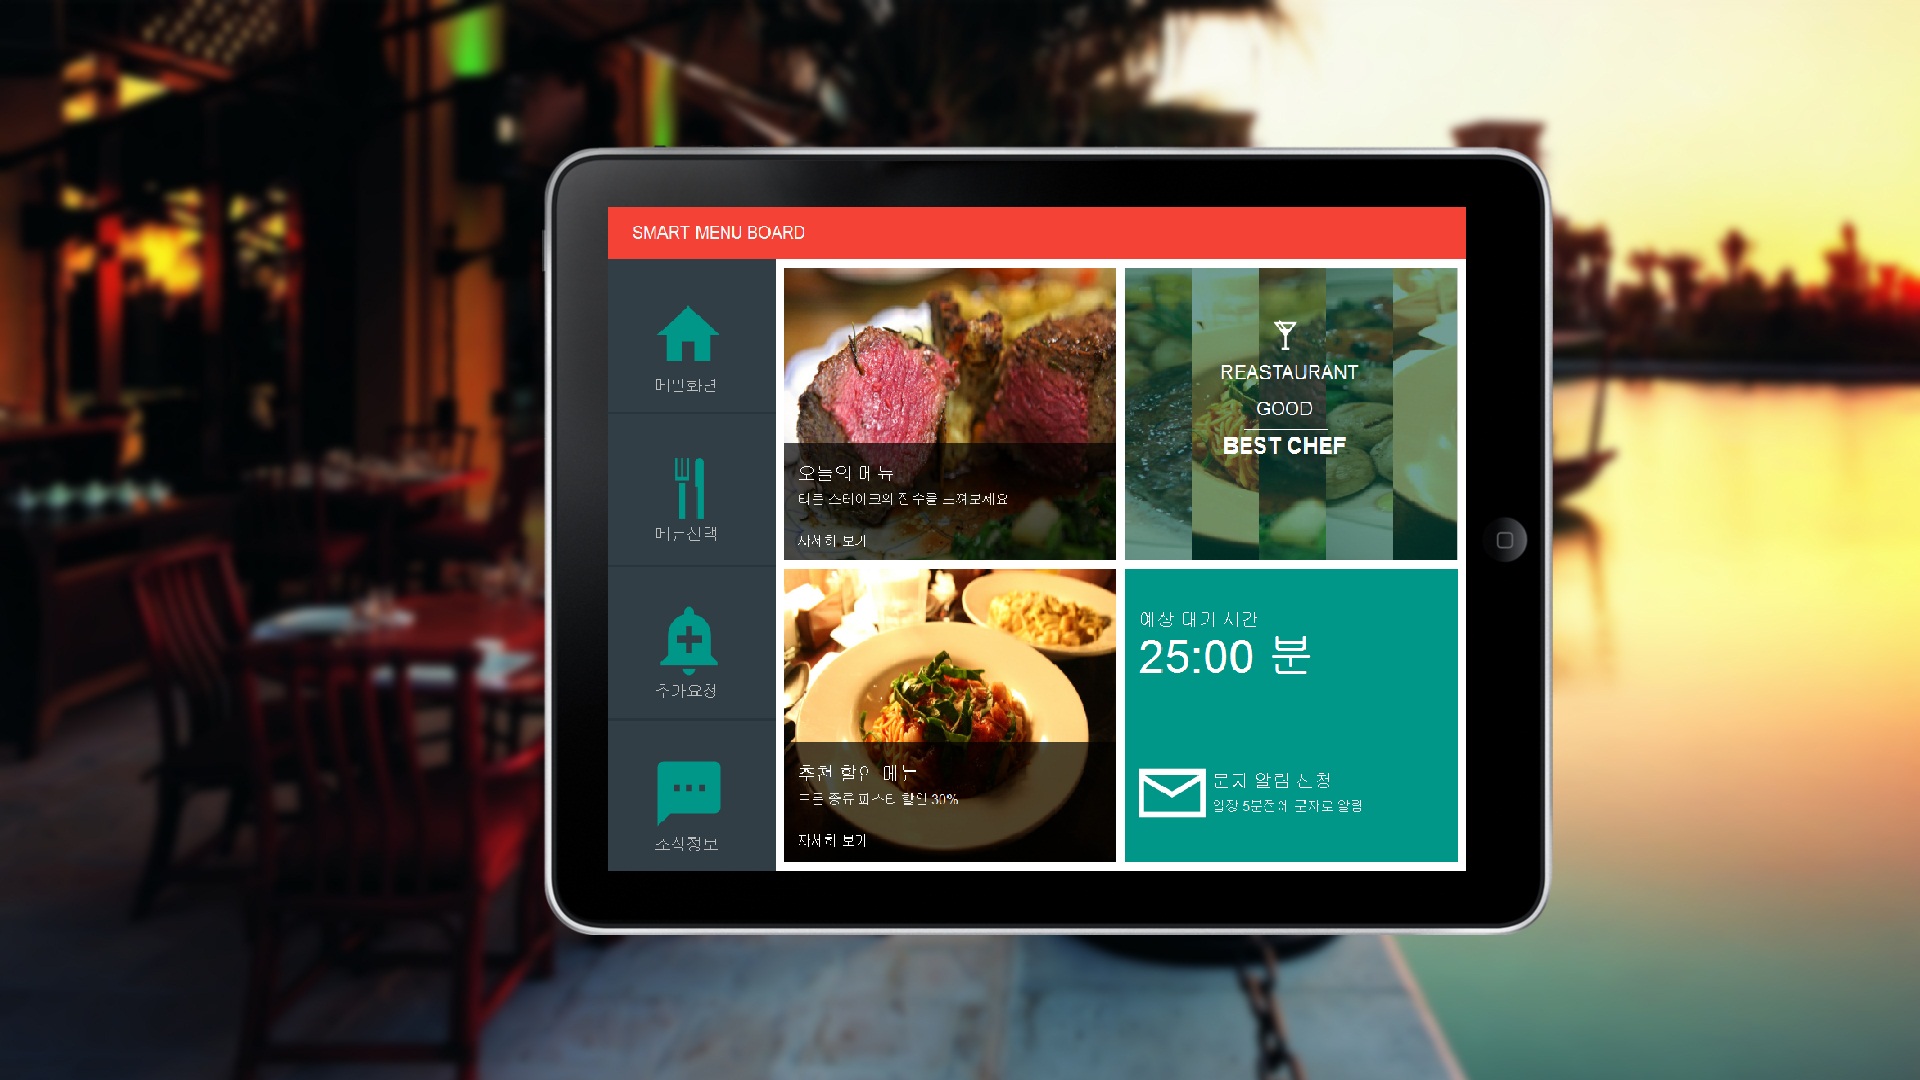 SMART MENU BOARD
메인화면
메뉴선택
추가요청
소식정보
오늘의 메뉴
스테이크의 진수를 느껴보세요
자세히 보기
REASTAURANT
GOOD
BEST CHEF
추천 할인 메뉴
모든 종류 파스타 할인 30%
자세히 보기
예상 대기 시간
25:00 분
문자 알림 신청
입장 5분전에 문자로 알림